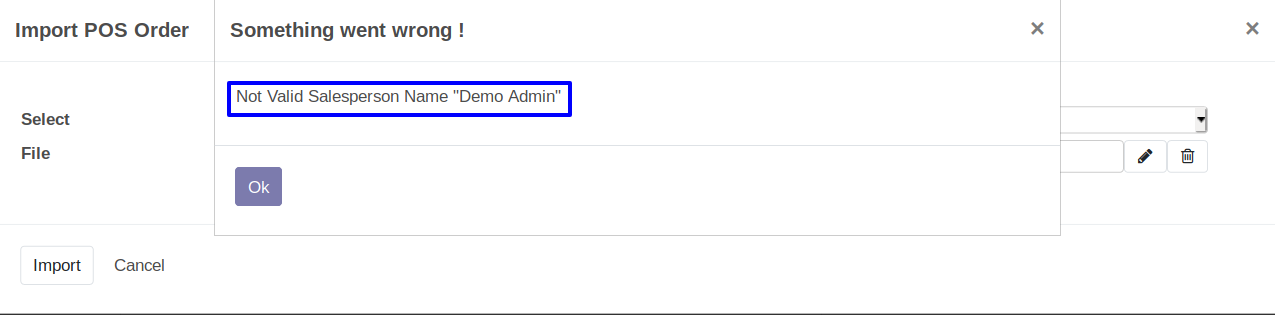 Import POS Order
Something went wrong !
×
×
Not Valid Salesperson Name "Demo Admin"
Select
File
Ok
Import
Cancel